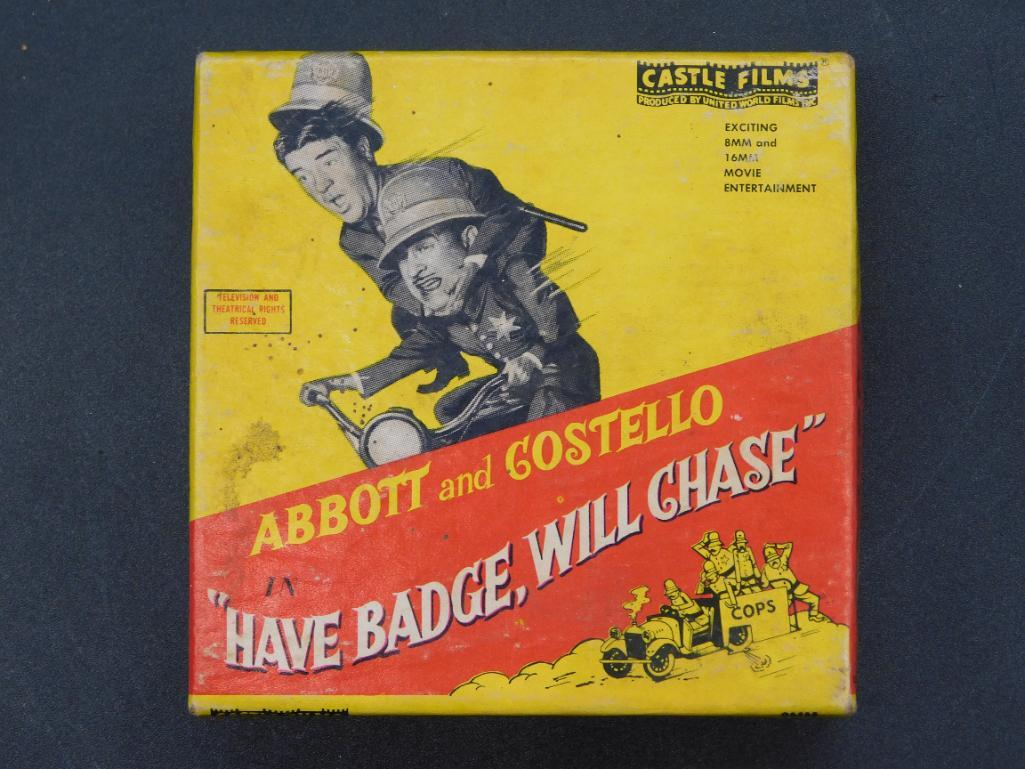 CASTLE FILMS®
PRODUCED BY UNITED WORLD FILMS INC
EXCITING
8MM and
16MM
MOVIE
ENTERTAINMENT
TELEVISION AND
THEATRICAL RIGHTS
RESERVED
ABBOTT and COSTELLO
IN
"HAVE BADGE, WILL CHASE"
COPS